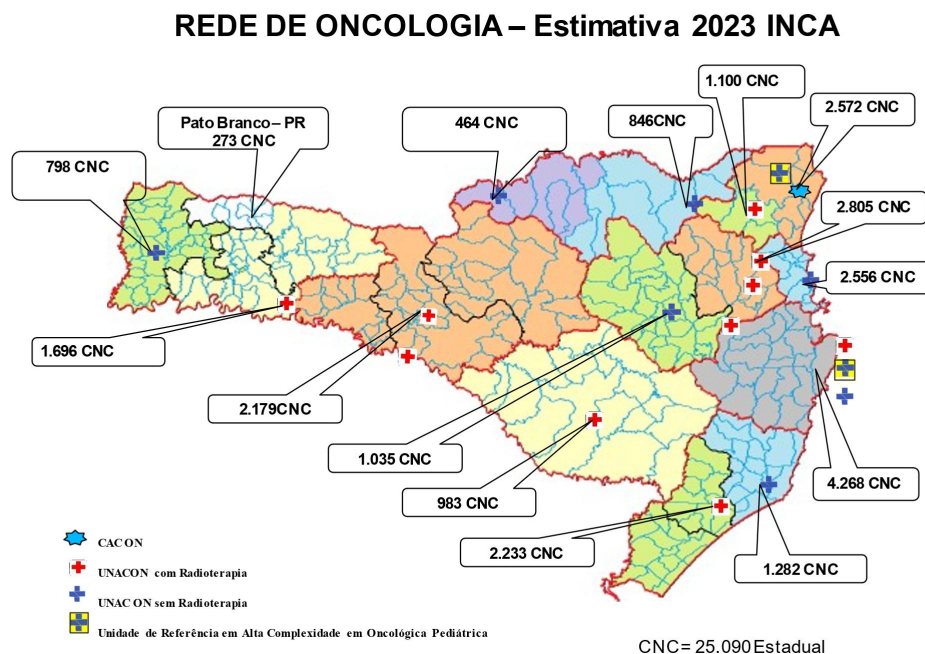 REDE DE ONCOLOGIA – Estimativa 2023 INCA
1.100 CNC
2.572 CNC
Pato Branco – PR
273 CNC
464 CNC
846CNC
798 CNC
2.805 CNC
2.556 CNC
1.696 CNC
2.179CNC
1.035 CNC
983 CNC
4.268 CNC
2.233 CNC
1.282 CNC
CACON
UNACON com Radioterapia
UNACON sem Radioterapia
Unidade de Referência em Alta Complexidade em Oncológica Pediátrica
CNC= 25.090 Estadual